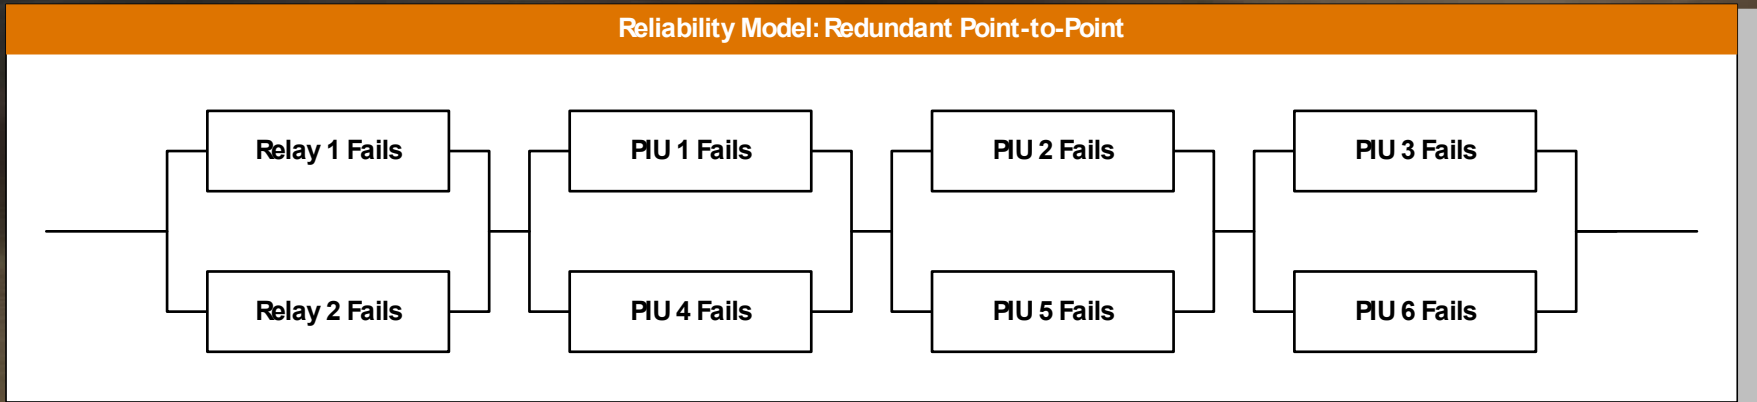 Reliability Model: Redundant Point-to-Point
Relay 1 Fails
PIU 1 Fails
PIU 2 Fails
PIU 3 Fails
Relay 2 Fails
PIU 4 Fails
PIU 5 Fails
PIU 6 Fails